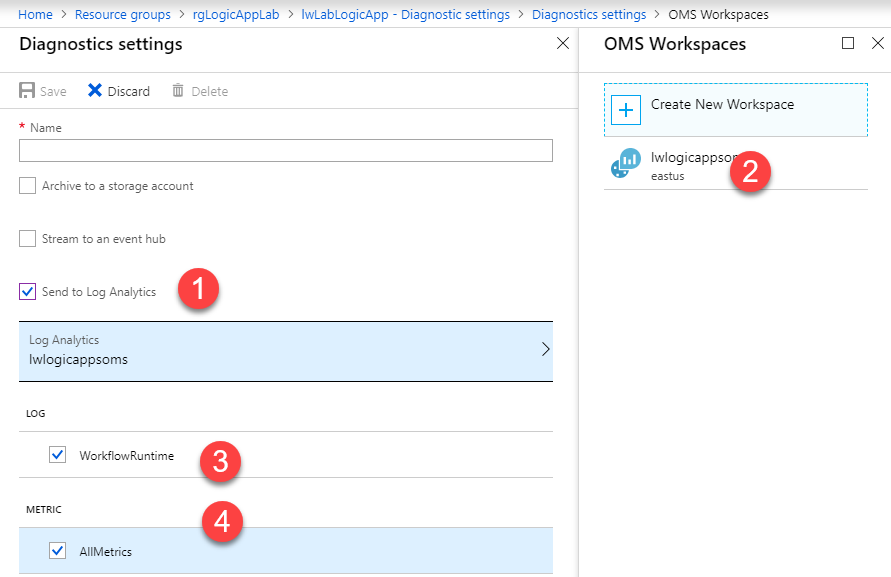 Home > Resource groups > rgLogicAppLab > lwLabLogicApp - Diagnostic settings > Diagnostics settings > OMS Workspaces
Diagnostics settings
Save Discard Delete
* Name
Archive to a storage account
Stream to an event hub
Send to Log Analytics
1
Log Analytics
lwlogicappsoms
LOG
WorkflowRuntime
3
METRIC
4
AllMetrics
OMS Workspaces
Create New Workspace
eastus
2